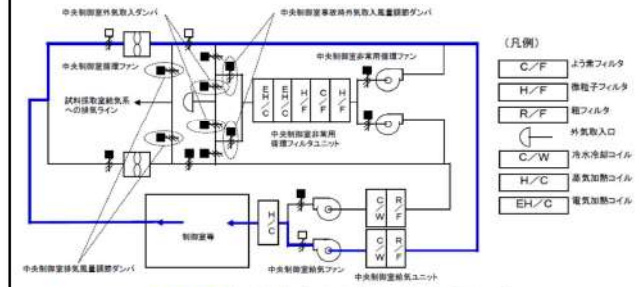 中央制御室外気取入ダンパ
中央制御室事故時外気取入風量調節ダンパ
中央制御室循環ファン
中央制御室非常用循環ファン
試料採取室給気系
への排気ライン
EH/C
EH/C
H/F
C/F
H/F
中央制御室非常用
循環フィルタユニット
制御室等
H/C
C/W
R/F
C/W
R/F
中央制御室排気風量調節ダンパ
中央制御室給気ファン
中央制御室給気ユニット
(凡例)
C/F よう素フィルタ
H/F 微粒子フィルタ
R/F 粗フィルタ
外気取入口
C/W 冷水冷却コイル
H/C 蒸気加熱コイル
EH/C 電気加熱コイル